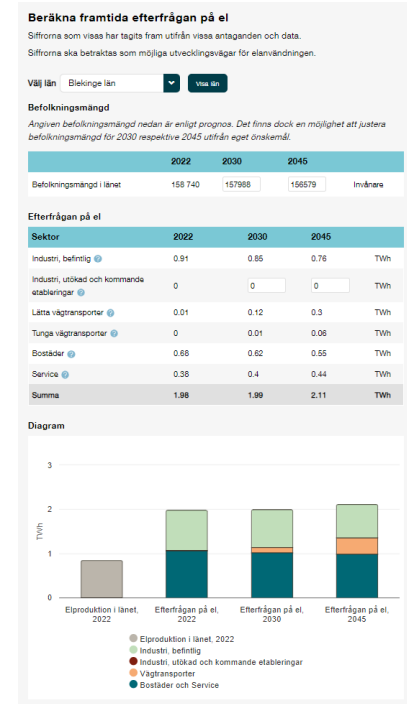 Beräkna framtida efterfrågan på el
Siffrorna som visas har tagits fram utifrån vissa antaganden och data.
Siffrorna ska betraktas som möjliga utvecklingsvägar för elanvändningen.
Välj län Blekinge län Visa län
Befolkningsmängd
Angiven befolkningsmängd nedan är enligt prognos. Det finns dock en möjlighet att justera
befolkningsmängd för 2030 respektive 2045 utifrån eget önskemål.
2022 2030 2045
Befolkningsmängd i länet 158 740 157988 156579 Invånare
Efterfrågan på el
Sektor 2022 2030 2045
Industri, befintlig ? 0.91 0.85 0.76 TWh
Industri, utökad och kommande
etableringar ? 0 0 0 TWh
Lätta vägtransporter ? 0.01 0.12 0.3 TWh
Tunga vägtransporter ? 0 0.01 0.06 TWh
Bostäder ? 0.68 0.62 0.55 TWh
Service ? 0.38 0.4 0.44 TWh
Summa 1.98 1.99 2.11 TWh
Diagram
3
2
1
0
TWh
Elproduktion i länet, 2022
Efterfrågan på el, 2022
Efterfrågan på el, 2030
Efterfrågan på el, 2045
Elproduktion i länet, 2022
Industri, befintlig
Industri, utökad och kommande etableringar
Vägtransporter
Bostäder och Service